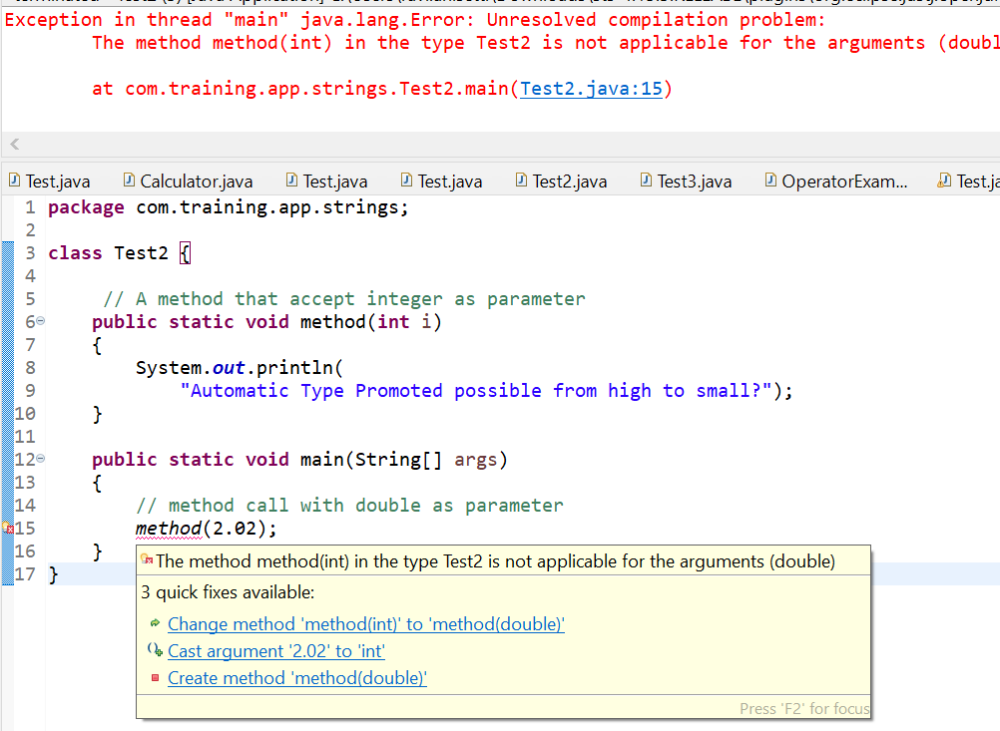 Exception in thread "main" java.lang.Error: Unresolved compilation problem:
The method method(int) in the type Test2 is not applicable for the arguments (doubl
at com.training.app.strings.Test2.main(Test2.java:15)
Test.java Calculator.java Test.java Test.java Test2.java Test3.java OperatorExam... Test.ja
1 package com.training.app.strings;
2
3 class Test2 {
4
5 // A method that accept integer as parameter
6 public static void method(int i)
7 {
8 System.out.println(
9 "Automatic Type Promoted possible from high to small?");
10 }
11
12 public static void main(String[] args)
13 {
14 // method call with double as parameter
15 method(2.02);
16 }
17 }
The method method(int) in the type Test2 is not applicable for the arguments (double)
3 quick fixes available:
Change method 'method(int)' to 'method(double)'
Cast argument '2.02' to 'int'
Create method 'method(double)'
Press 'F2' for focus